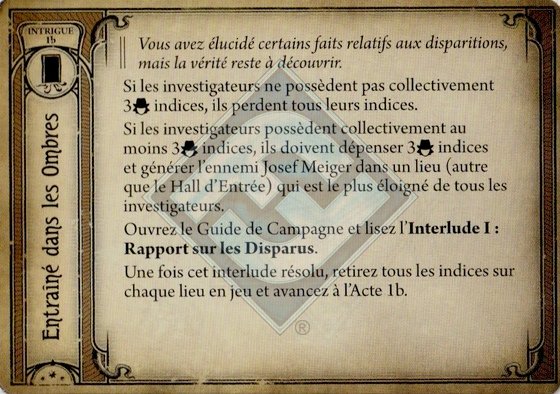 INTRIGUE
1b
Entraîné dans les Ombres
Vous avez élucidé certains faits relatifs aux disparitions,
mais la vérité reste à découvrir.
Si les investigateurs ne possèdent pas collectivement
3 indices, ils perdent tous leurs indices.
Si les investigateurs possèdent collectivement au
moins 3 indices, ils doivent dépenser 3 indices
et générer l'ennemi Josef Meiger dans un lieu (autre
que le Hall d'Entrée) qui est le plus éloigné de tous les
investigateurs.
Ouvrez le Guide de Campagne et lisez l'Interlude I :
Rapport sur les Disparus.
Une fois cet interlude résolu, retirez tous les indices sur
chaque lieu en jeu et avancez à l'Acte 1b.
®